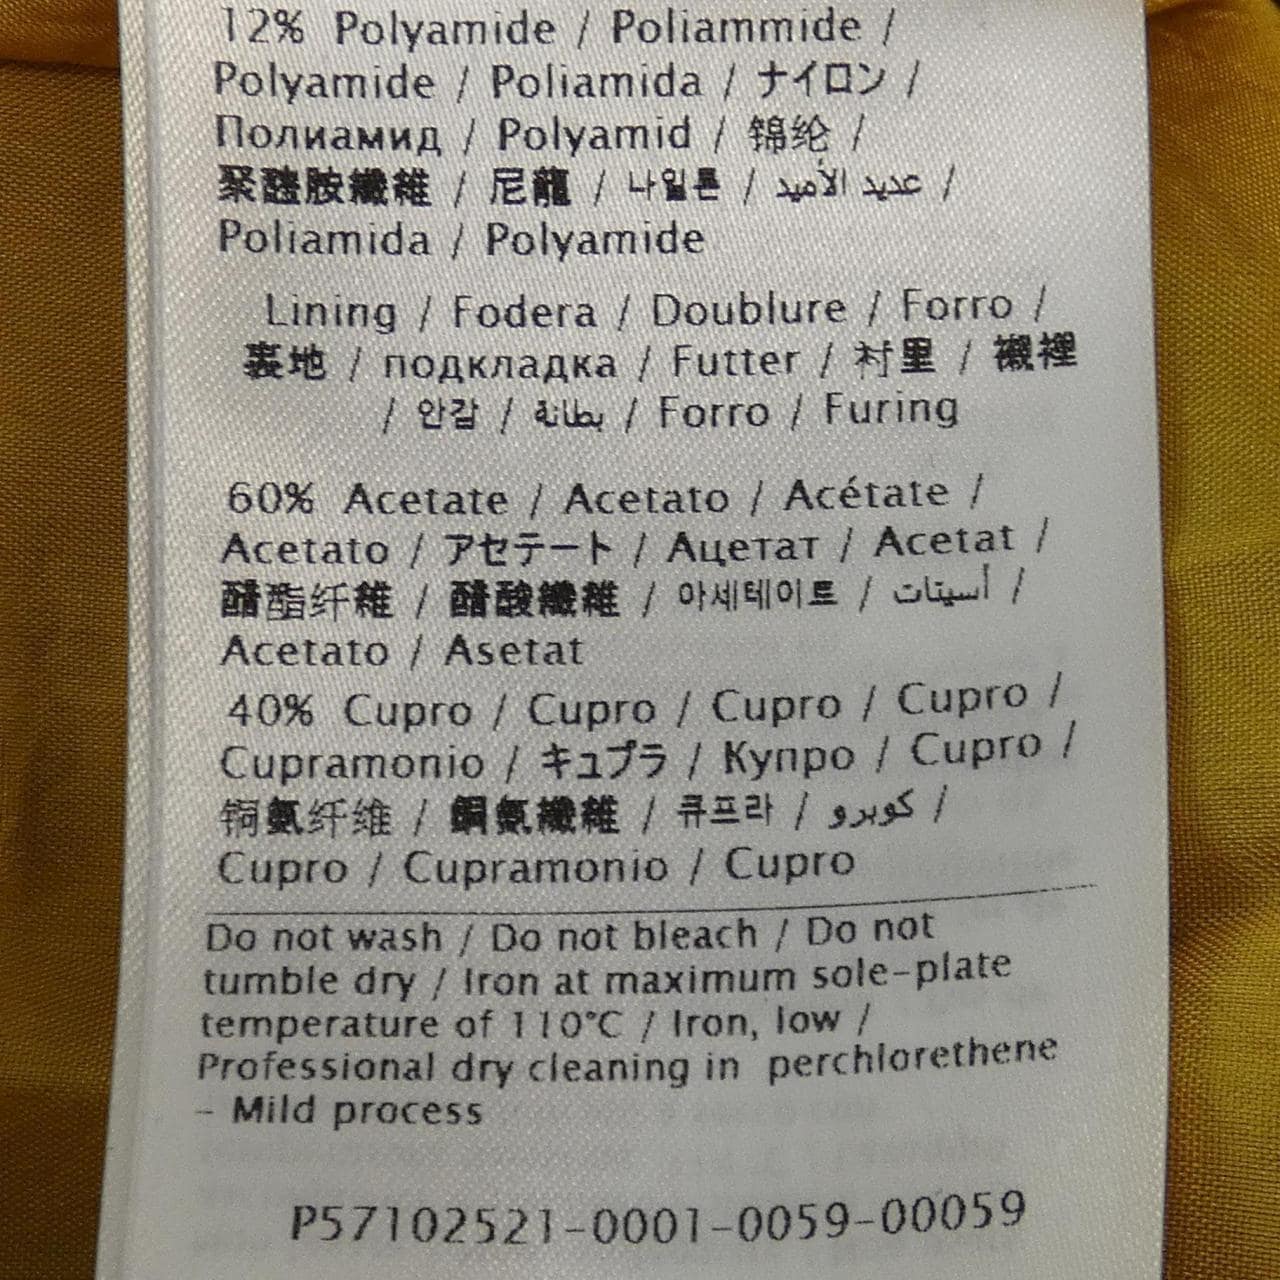 12% Polyamide / Poliammide /
Polyamide / Poliamida / ナイロン /
Полиамид / Polyamid / 锦纶 /
聚醯胺纖維 / 尼龍 / 나일론 / عديد الأميد /
Poliamida / Polyamide
Lining / Fodera / Doublure / Forro /
裏地 / подкладка / Futter / 衬里 / 襯裡
/ 안감 / بطانة / Forro / Furing
60% Acetate / Acetato / Acétate /
Acetato / アセテート / Ацетат / Acetat /
醋酯纤維 / 醋酸纖維 / 아세테이트 / أسيتات /
Acetato / Asetat
40% Cupro / Cupro / Cupro / Cupro /
Cupramonio / キュプラ / Купро / Cupro /
铜氨纤维 / 銅氨纖維 / 큐프라 / كوبرو /
Cupro / Cupramonio / Cupro
Do not wash / Do not bleach / Do not
tumble dry / Iron at maximum sole-plate
temperature of 110°C / Iron, low /
Professional dry cleaning in perchlorethene
- Mild process
P57102521-0001-0059-00059